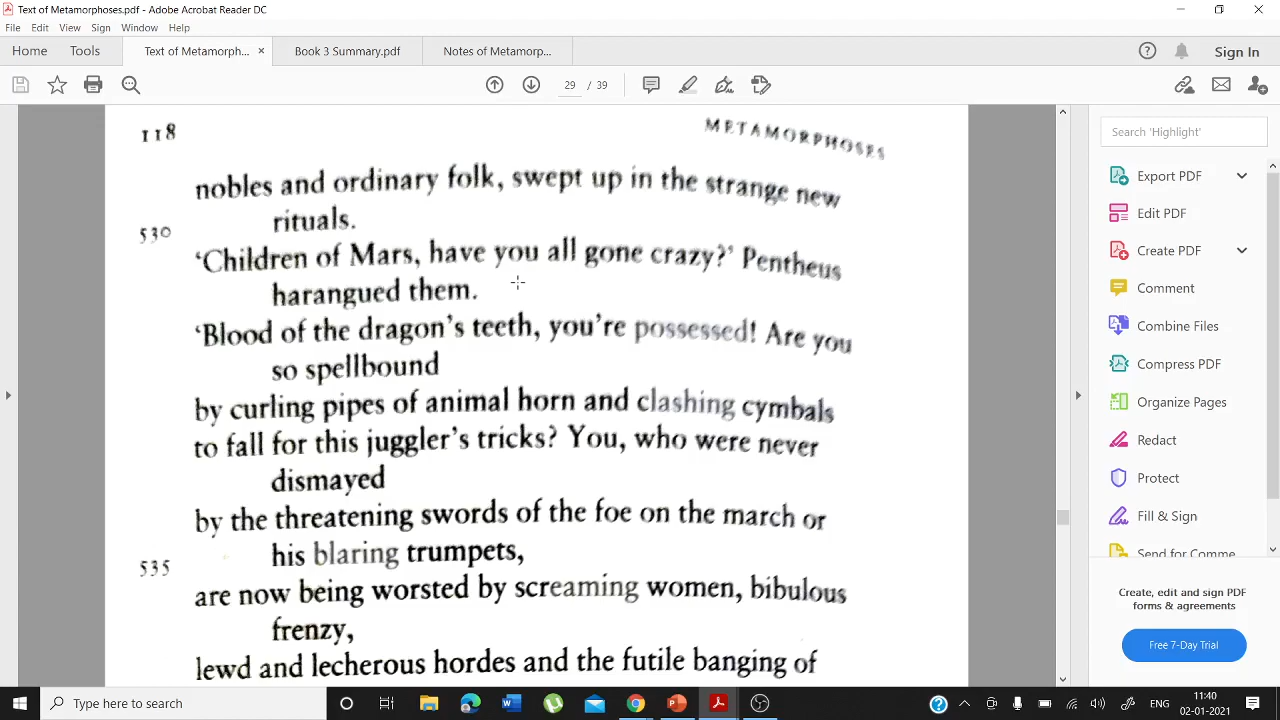 Text of Metamorphoses.pdf - Adobe Acrobat Reader DC
File Edit View Sign Window Help
Home Tools Text of Metamorph... × Book 3 Summary.pdf Notes of Metamorp... Sign In
29 / 39
118 METAMORPHOSES
nobles and ordinary folk, swept up in the strange new
530 rituals.
‘Children of Mars, have you all gone crazy?’ Pentheus
harangued them.
‘Blood of the dragon’s teeth, you’re possessed! Are you
so spellbound
by curling pipes of animal horn and clashing cymbals
to fall for this juggler’s tricks? You, who were never
dismayed
by the threatening swords of the foe on the march or
535 his blaring trumpets,
are now being worsted by screaming women, bibulous
frenzy,
lewd and lecherous hordes and the futile banging of
Search 'Highlight'
Export PDF
Edit PDF
Create PDF
Comment
Combine Files
Compress PDF
Organize Pages
Redact
Protect
Fill & Sign
Send for Comme
Create, edit and sign PDF
forms & agreements
Free 7-Day Trial
Type here to search
ENG
11:40
02-01-2021